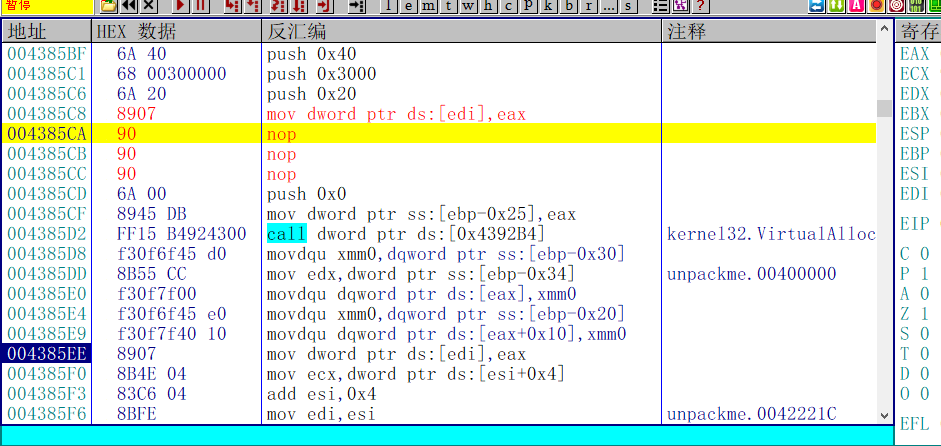 暂停 l e m t w h c p k b r ... s
地址 HEX 数据 反汇编 注释 寄存
004385BF 6A 40 push 0x40 EAX
004385C1 68 00300000 push 0x3000 ECX
004385C6 6A 20 push 0x20 EDX
004385C8 8907 mov dword ptr ds:[edi],eax EBX
004385CA 90 nop ESP
004385CB 90 nop EBP
004385CC 90 nop ESI
004385CD 6A 00 push 0x0 EDI
004385CF 8945 DB mov dword ptr ss:[ebp-0x25],eax
004385D2 FF15 B4924300 call dword ptr ds:[0x4392B4] kernel32.VirtualAlloc EIP
004385D8 f30f6f45 d0 movdqu xmm0,dqword ptr ss:[ebp-0x30] C 0
004385DD 8B55 CC mov edx,dword ptr ss:[ebp-0x34] unpackme.00400000 P 1
004385E0 f30f7f00 movdqu dqword ptr ds:[eax],xmm0 A 0
004385E4 f30f6f45 e0 movdqu xmm0,dqword ptr ss:[ebp-0x20] Z 1
004385E9 f30f7f40 10 movdqu dqword ptr ds:[eax+0x10],xmm0 S 0
004385EE 8907 mov dword ptr ds:[edi],eax T 0
004385F0 8B4E 04 mov ecx,dword ptr ds:[esi+0x4] D 0
004385F3 83C6 04 add esi,0x4 O 0
004385F6 8BFE mov edi,esi unpackme.0042221C
EFL